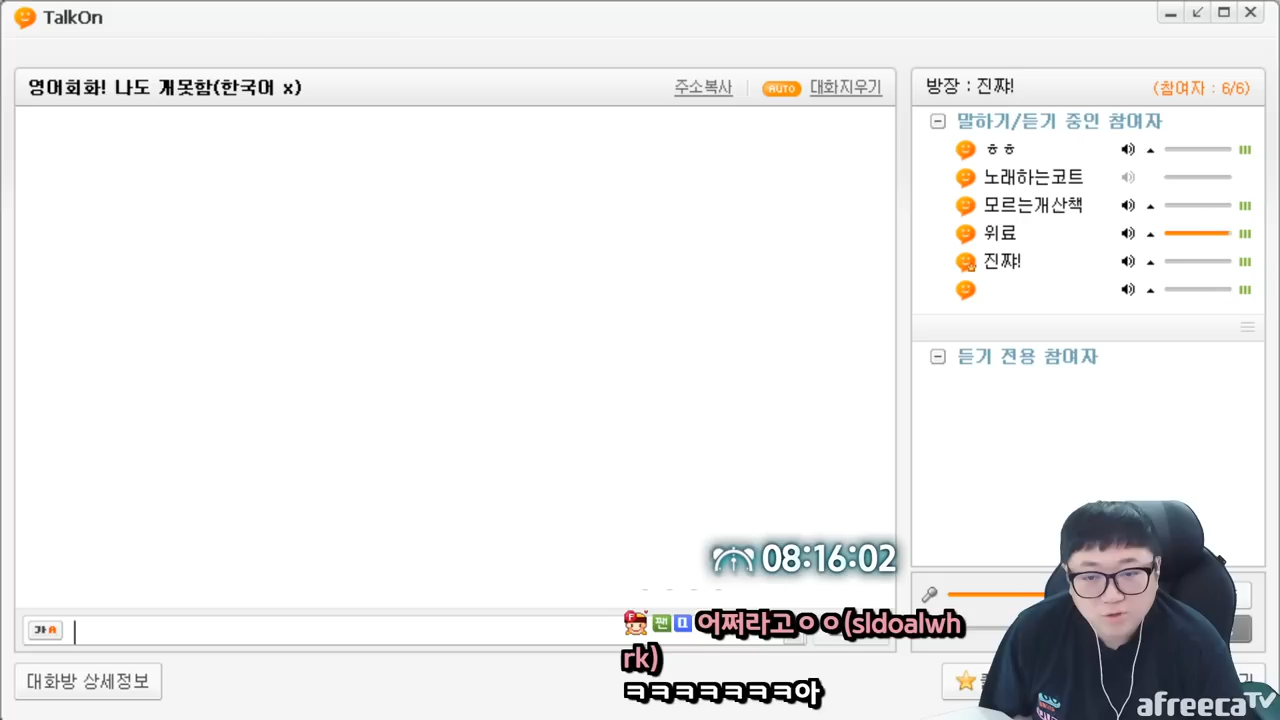 TalkOn
영어회화! 나도 개못함(한국어 x)
주소복사
AUTO
대화지우기
방장 : 진쨔!
(참여자 : 6/6)
말하기/듣기 중인 참여자
ㅎㅎ
노래하는코트
모르는개산책
위료
진쨔!
듣기 전용 참여자
08:16:02
가A
팬
어쩌라고ㅇㅇ(sldoalwh
rk)
ㅋㅋㅋㅋㅋㅋㅋ아
대화방 상세정보
afreecaTV